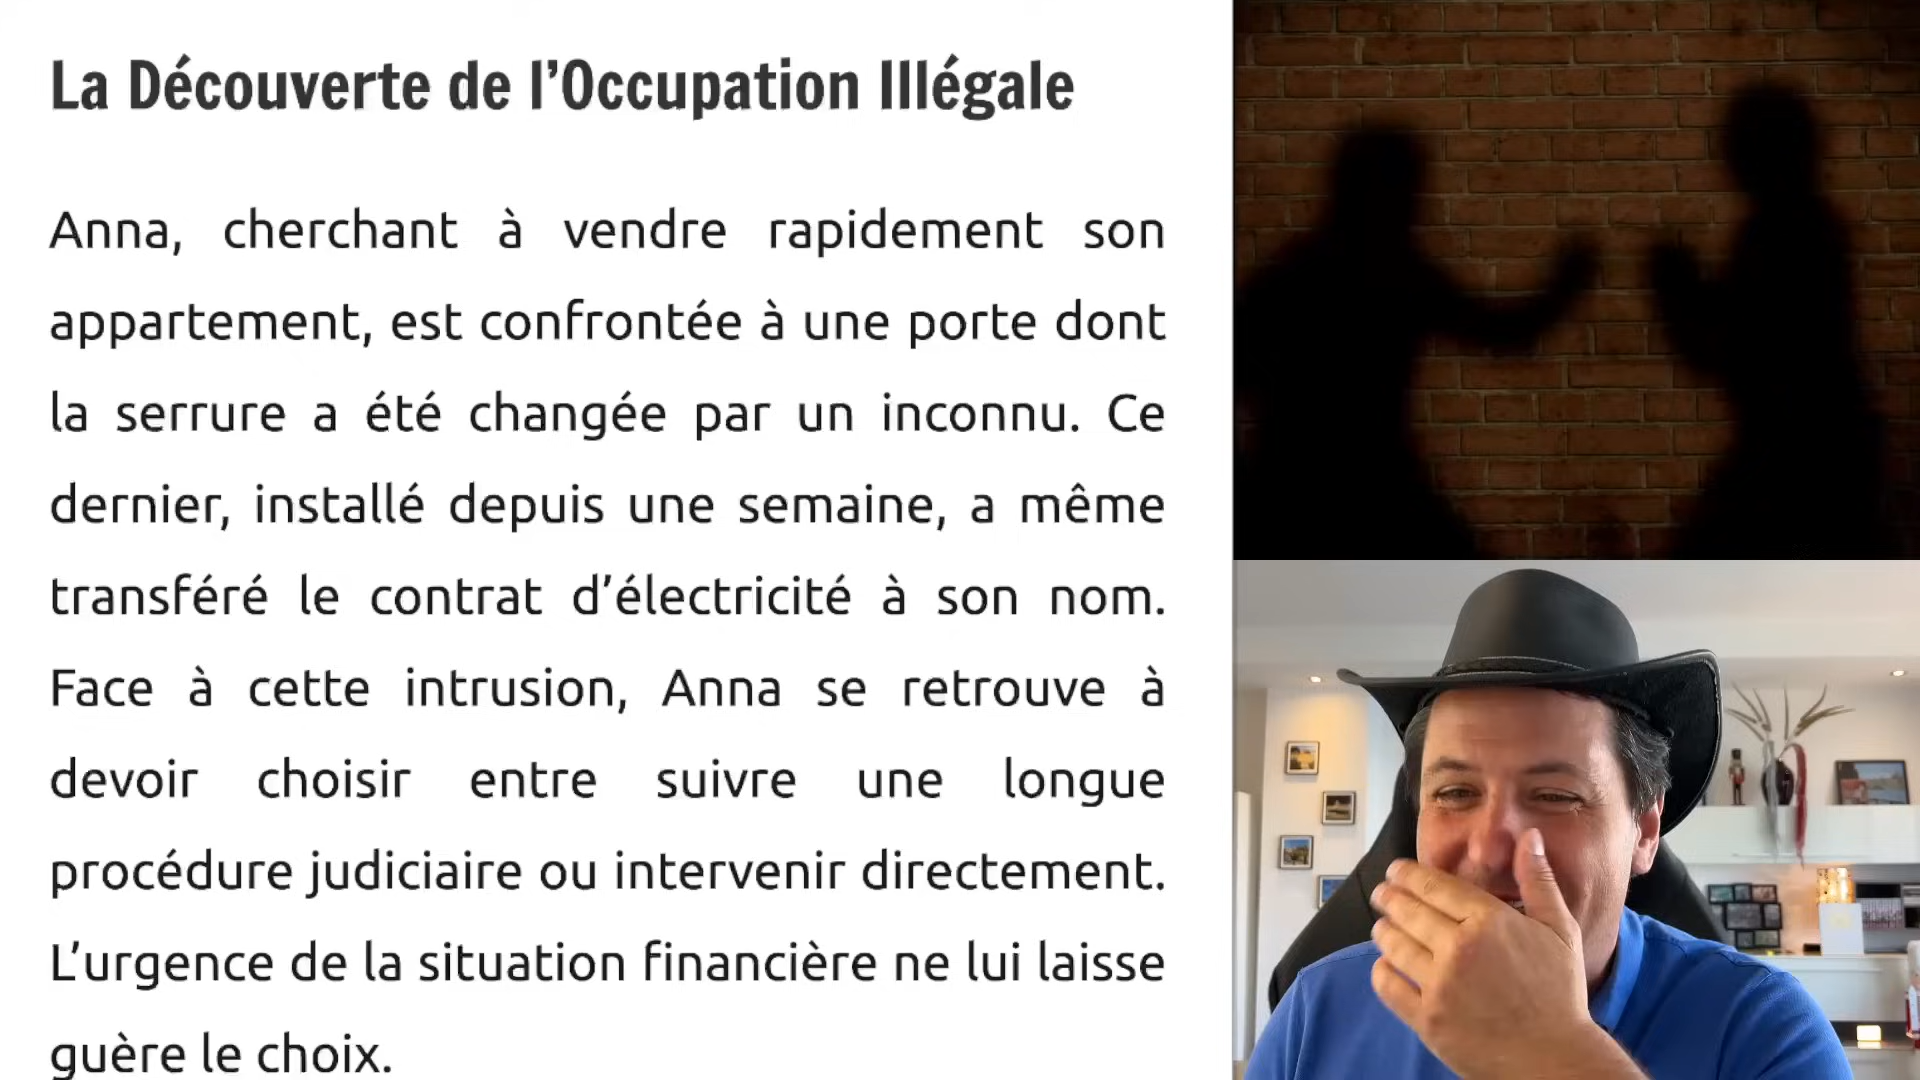 La Découverte de l’Occupation Illégale
Anna, cherchant à vendre rapidement son
appartement, est confrontée à une porte dont
la serrure a été changée par un inconnu. Ce
dernier, installé depuis une semaine, a même
transféré le contrat d’électricité à son nom.
Face à cette intrusion, Anna se retrouve à
devoir choisir entre suivre une longue
procédure judiciaire ou intervenir directement.
L’urgence de la situation financière ne lui laisse
guère le choix.